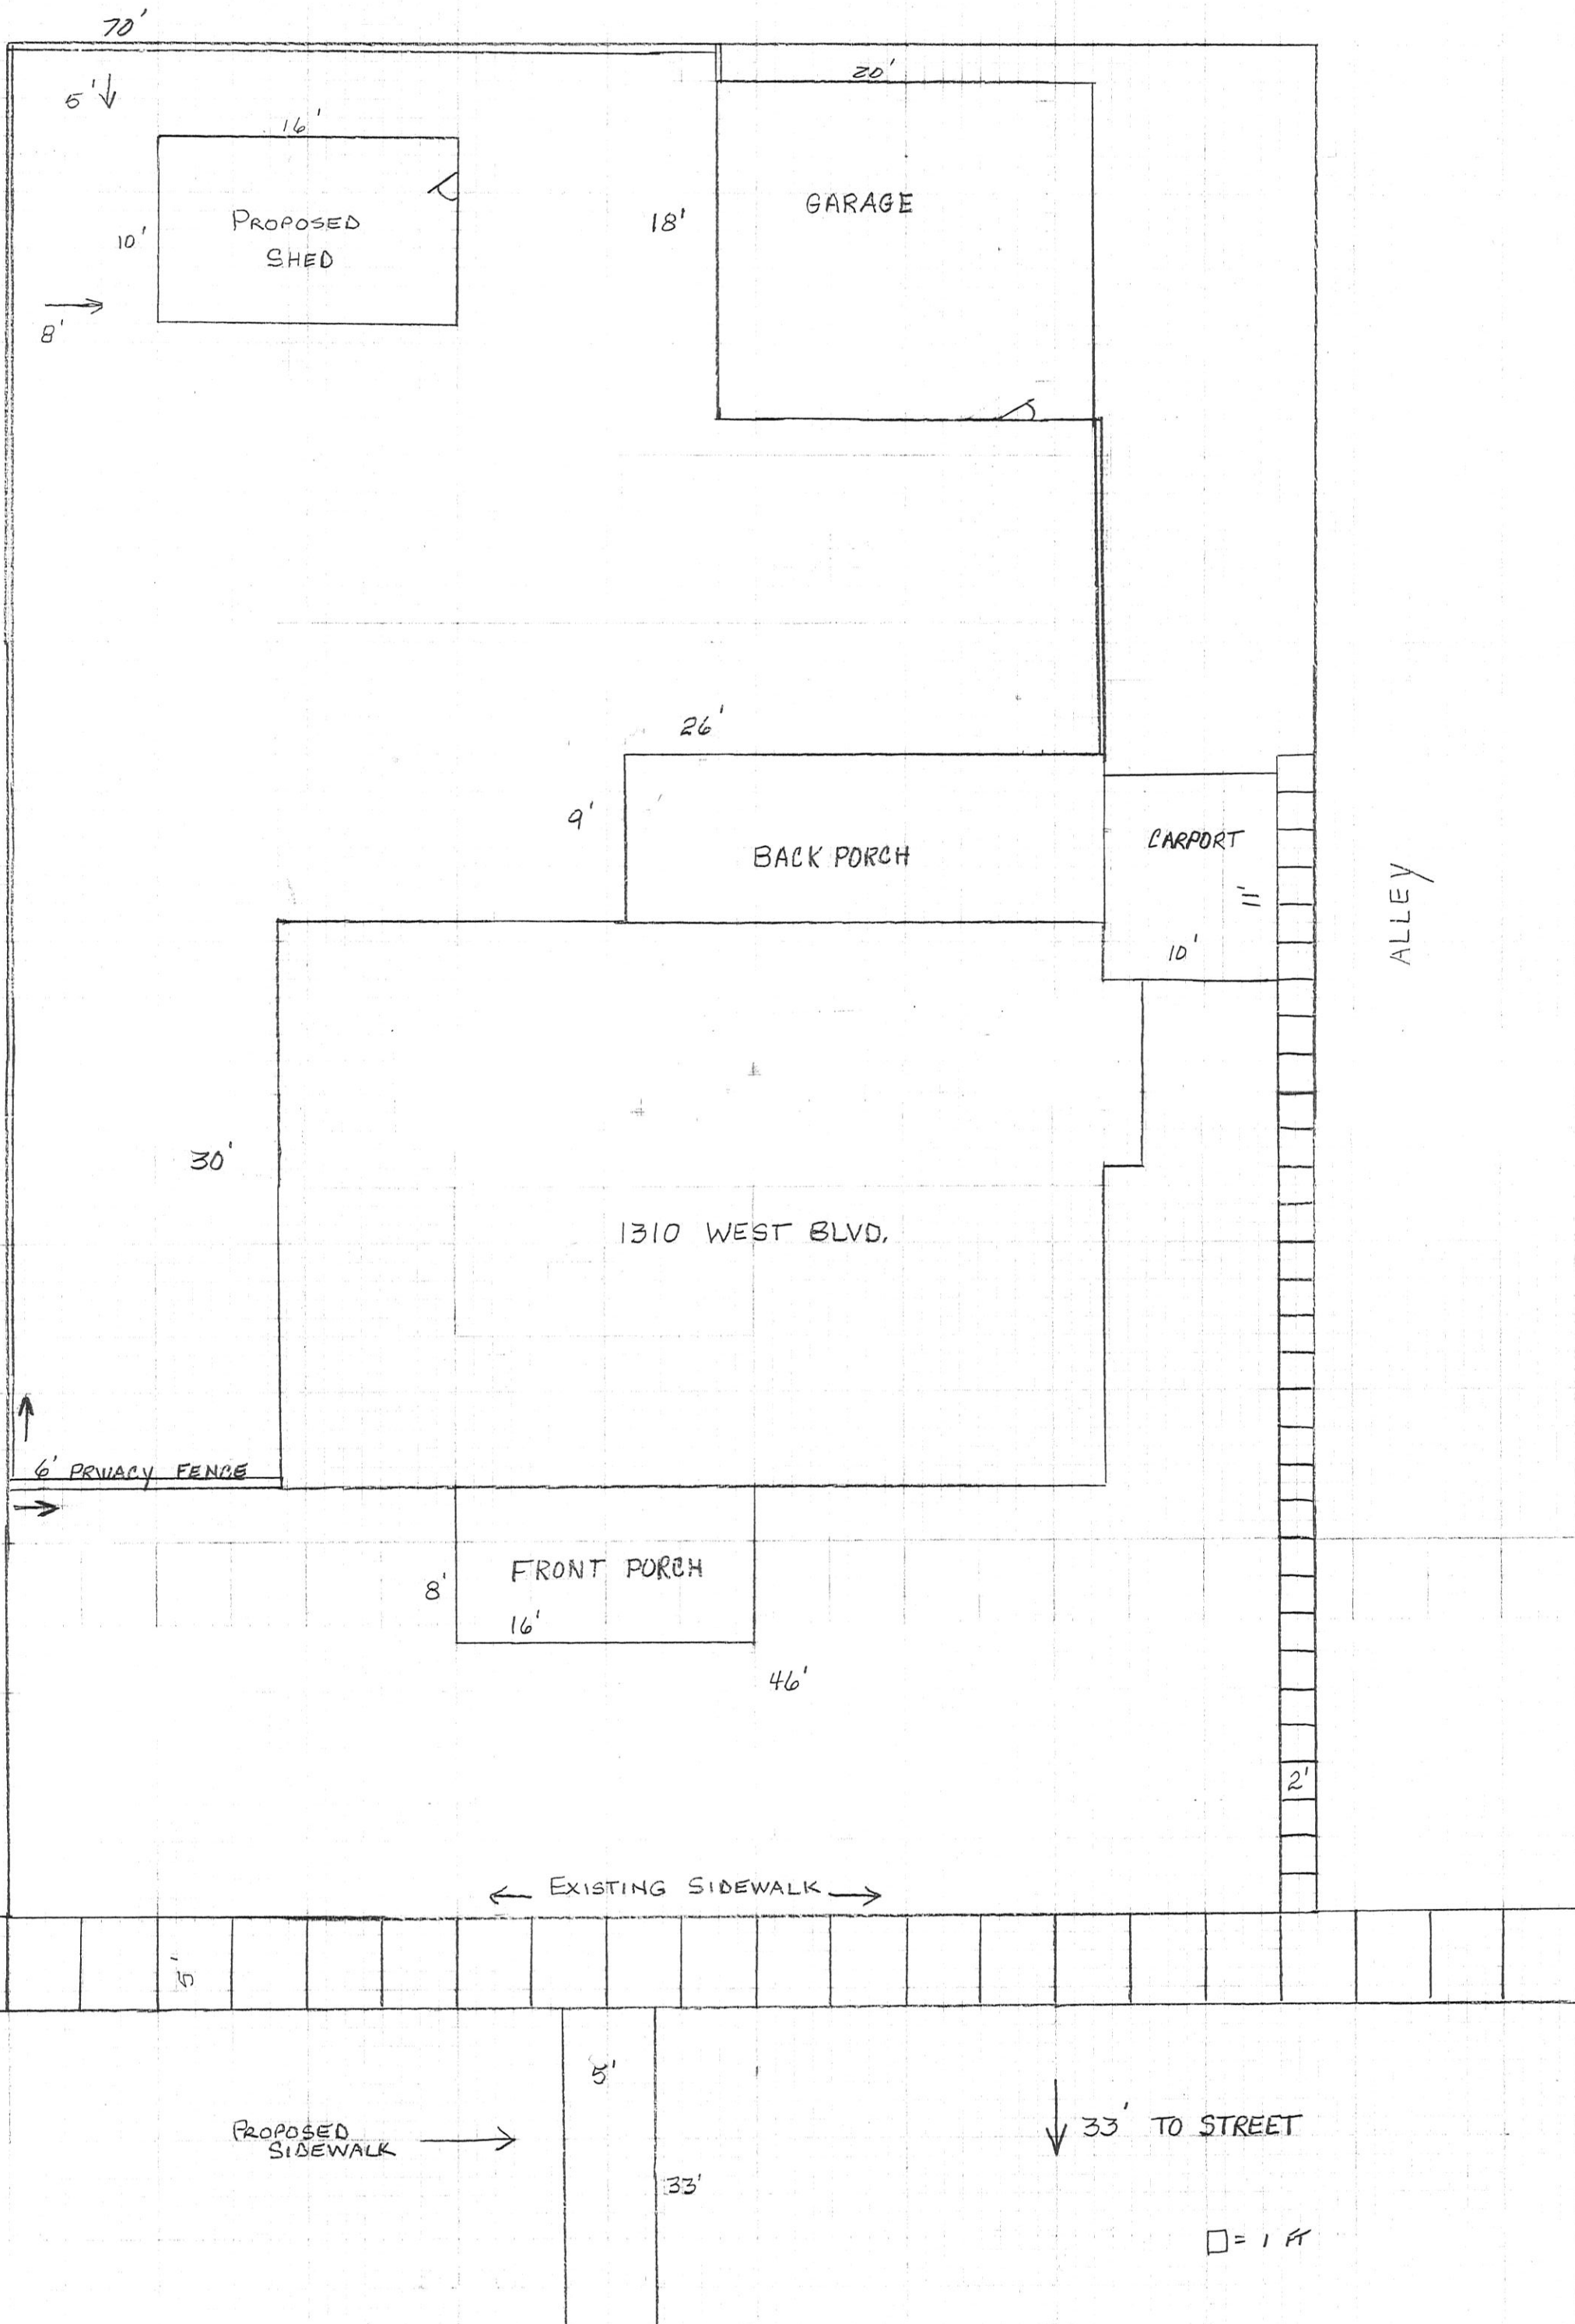 70'
5'
20'
16'
GARAGE
18'
PROPOSED
SHED
10'
8'
26'
9'
BACK PORCH
CARPORT
11'
10'
ALLEY
30'
1310 WEST BLVD.
6' PRIVACY FENCE
FRONT PORCH
8'
16'
46'
2'
EXISTING SIDEWALK
5'
5'
PROPOSED
SIDEWALK
33' TO STREET
33'
= 1 FT